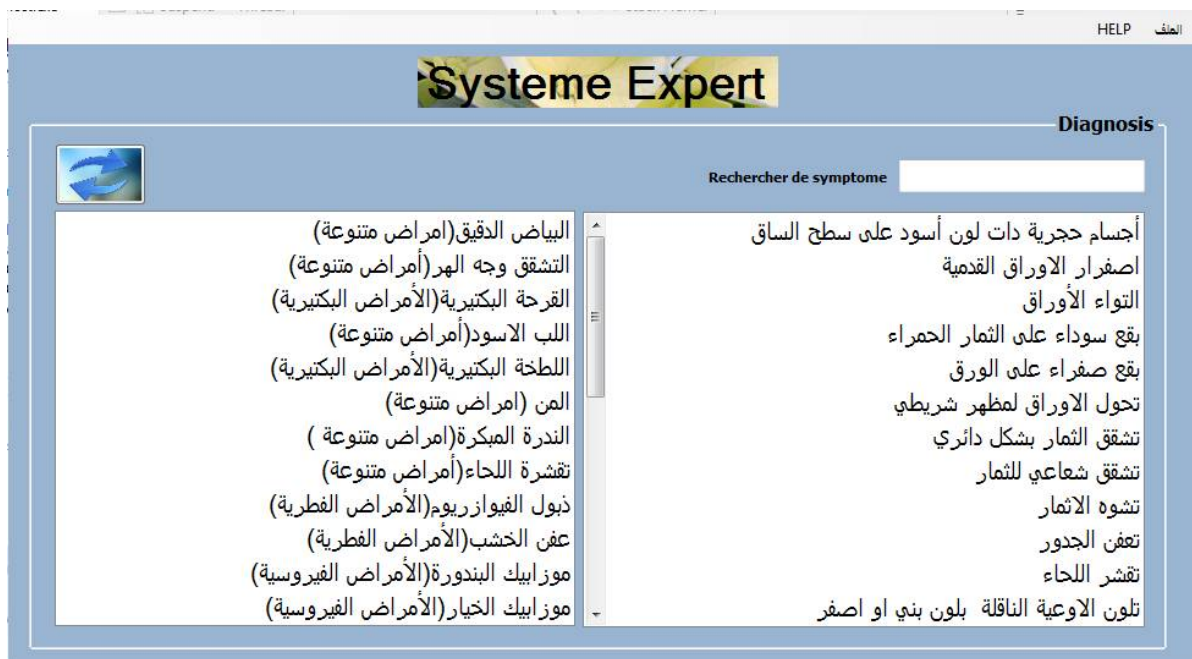 الملف HELP
Systeme Expert
Diagnosis
Rechercher de symptome
أجسام حجرية دات لون أسود على سطح الساق
اصفرار الاوراق القدمية
التواء الأوراق
بقع سوداء على الثمار الحمراء
بقع صفراء على الورق
تحول الاوراق لمظهر شريطي
تشقق الثمار بشكل دائري
تشقق شعاعي للثمار
تشوه الاثمار
تعفن الجدور
تقشر اللحاء
تلون الاوعية الناقلة بلون بني او اصفر
البياض الدقيق(امراض متنوعة)
التشقق وجه الهر(أمراض متنوعة)
القرحة البكتيرية(الأمراض البكتيرية)
اللب الاسود(أمراض متنوعة)
اللطخة البكتيرية(الأمراض البكتيرية)
المن (امراض متنوعة)
الندرة المبكرة(امراض متنوعة )
تقشرة اللحاء(أمراض متنوعة)
ذبول الفيوازريوم(الأمراض الفطرية)
عفن الخشب(الأمراض الفطرية)
موزابيك البندورة(الأمراض الفيروسية)
موزابيك الخيار(الأمراض الفيروسية)